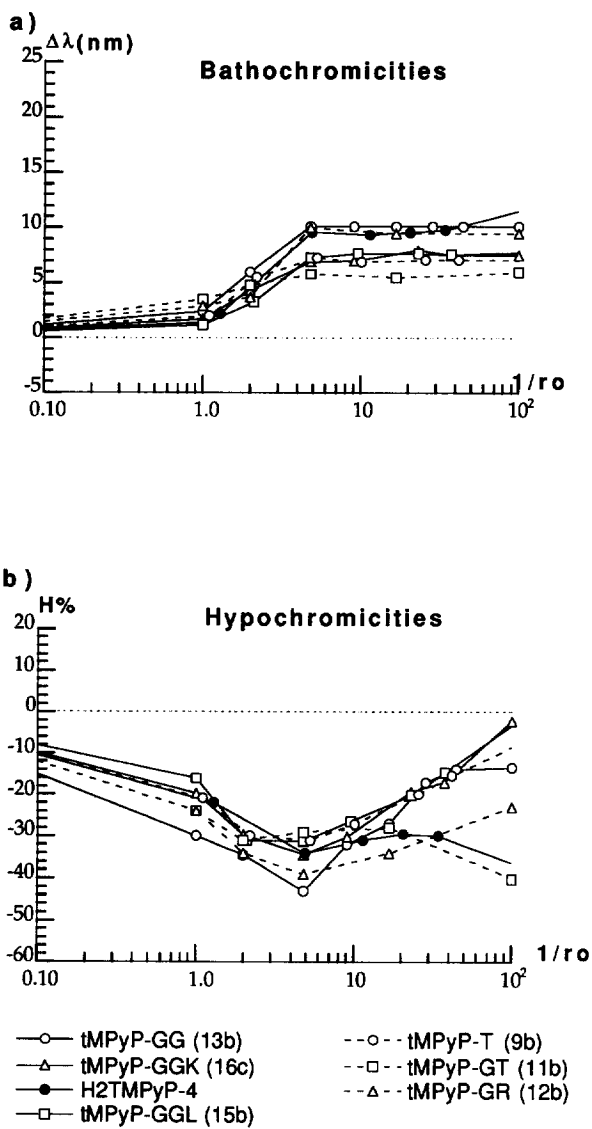 a)
Δλ(nm)
Bathochromicities
25
20
15
10
5
0
-5
0.10 1.0 10 10²
1/ro
b)
H%
Hypochromicities
20
10
0
-10
-20
-30
-40
-50
-60
0.10 1.0 10 10²
1/ro
tMPyP-GG (13b)
tMPyP-GGK (16c)
H2TMPyP-4
tMPyP-GGL (15b)
tMPyP-T (9b)
tMPyP-GT (11b)
tMPyP-GR (12b)